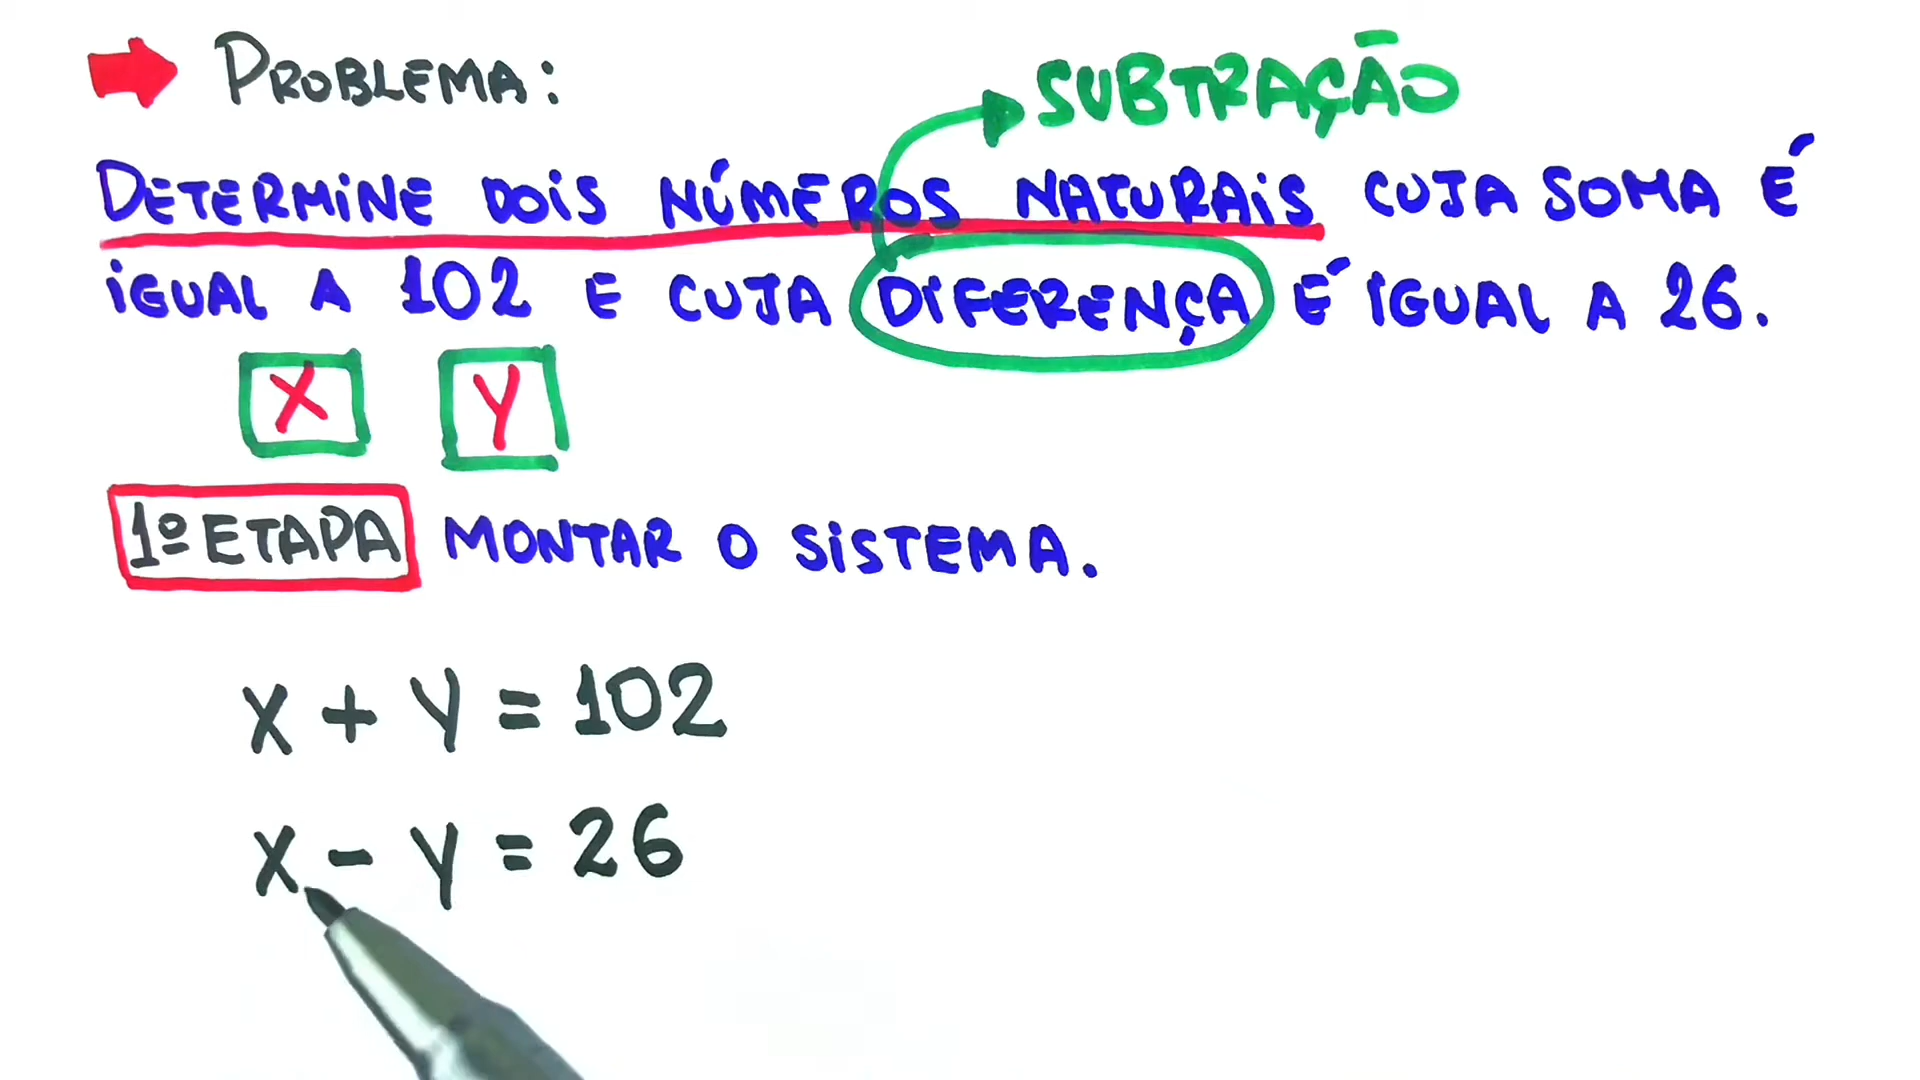 PROBLEMA:
SUBTRAÇÃO
DETERMINE DOIS NÚMEROS NATURAIS CUJA SOMA É
IGUAL A 102 E CUJA DIFERENÇA É IGUAL A 26.
X Y
1º ETAPA MONTAR O SISTEMA.
X + Y = 102
X - Y = 26